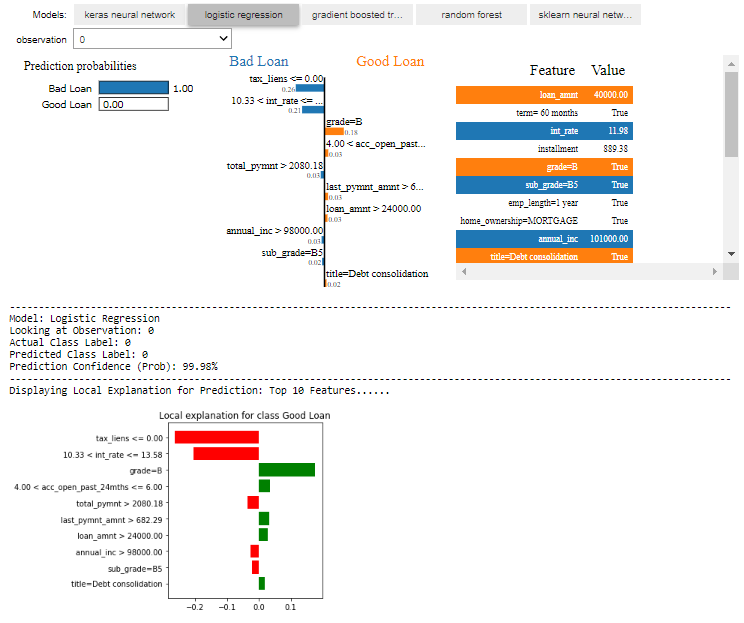 Models: keras neural network logistic regression gradient boosted tr... random forest sklearn neural netw...
observation 0
Prediction probabilities
Bad Loan 1.00
Good Loan 0.00
Bad Loan Good Loan
tax_liens <= 0.00
0.26
10.33 < int_rate <= ...
0.21
grade=B
0.18
4.00 < acc_open_past...
0.03
total_pymnt > 2080.18
0.03
last_pymnt_amnt > 6...
0.03
loan_amnt > 24000.00
0.03
annual_inc > 98000.00
0.03
sub_grade=B5
0.02
title=Debt consolidation
0.02
Feature Value
loan_amnt 40000.00
term= 60 months True
int_rate 11.98
installment 889.38
grade=B True
sub_grade=B5 True
emp_length=1 year True
home_ownership=MORTGAGE True
annual_inc 101000.00
title=Debt consolidation True
Model: Logistic Regression
Looking at Observation: 0
Actual Class Label: 0
Predicted Class Label: 0
Prediction Confidence (Prob): 99.98%
Displaying Local Explanation for Prediction: Top 10 Features......
Local explanation for class Good Loan
tax_liens <= 0.00
10.33 < int_rate <= 13.58
grade=B
4.00 < acc_open_past_24mths <= 6.00
total_pymnt > 2080.18
last_pymnt_amnt > 682.29
loan_amnt > 24000.00
annual_inc > 98000.00
sub_grade=B5
title=Debt consolidation
−0.2 −0.1 0.0 0.1